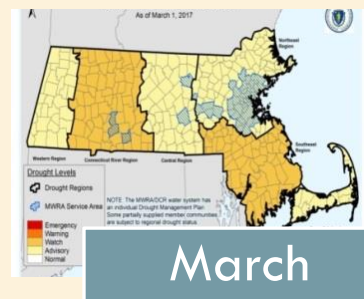 As of March 1, 2017
Northeast
Region
Western Region
Connecticut River Region
Central Region
Southeast
Region
Drought Levels
Drought Regions
MWRA Service Area
Emergency
Warning
Watch
Advisory
Normal
NOTE: The MWRA/DCR water system has
an individual Drought Management Plan.
Some partially supplied member communities
are subject to regional drought status.
March